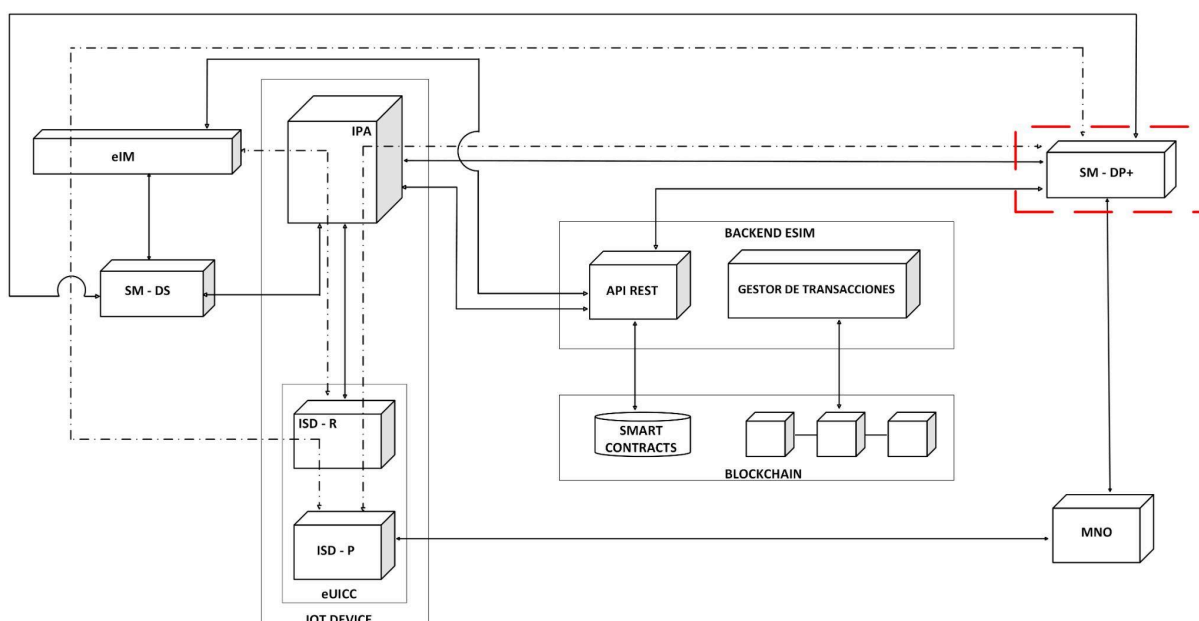 IPA
eIM
SM - DP+
BACKEND ESIM
SM - DS
API REST
GESTOR DE TRANSACCIONES
ISD - R
SMART
CONTRACTS
BLOCKCHAIN
MNO
ISD - P
eUICC
IOT DEVICE